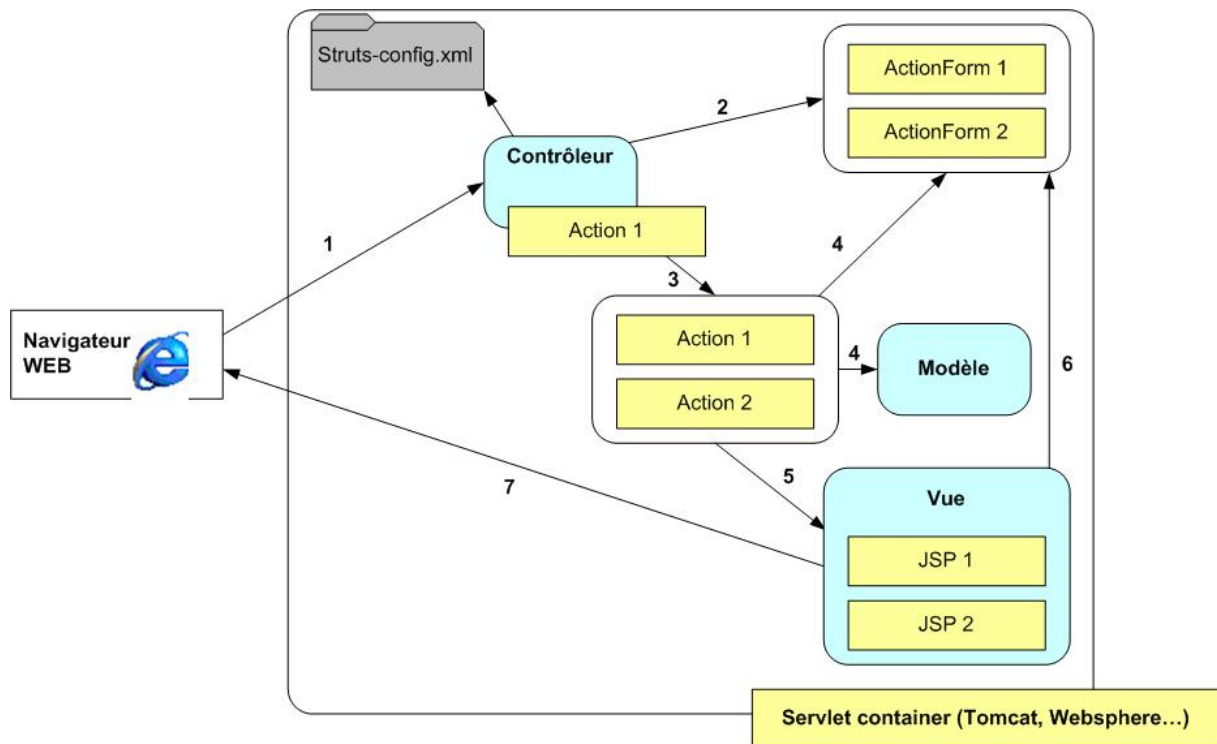 Struts-config.xml
ActionForm 1
ActionForm 2
2
Contrôleur
Action 1
1
3
4
Navigateur
WEB
Action 1
Action 2
4
Modèle
6
5
7
Vue
JSP 1
JSP 2
Servlet container (Tomcat, Websphere…)